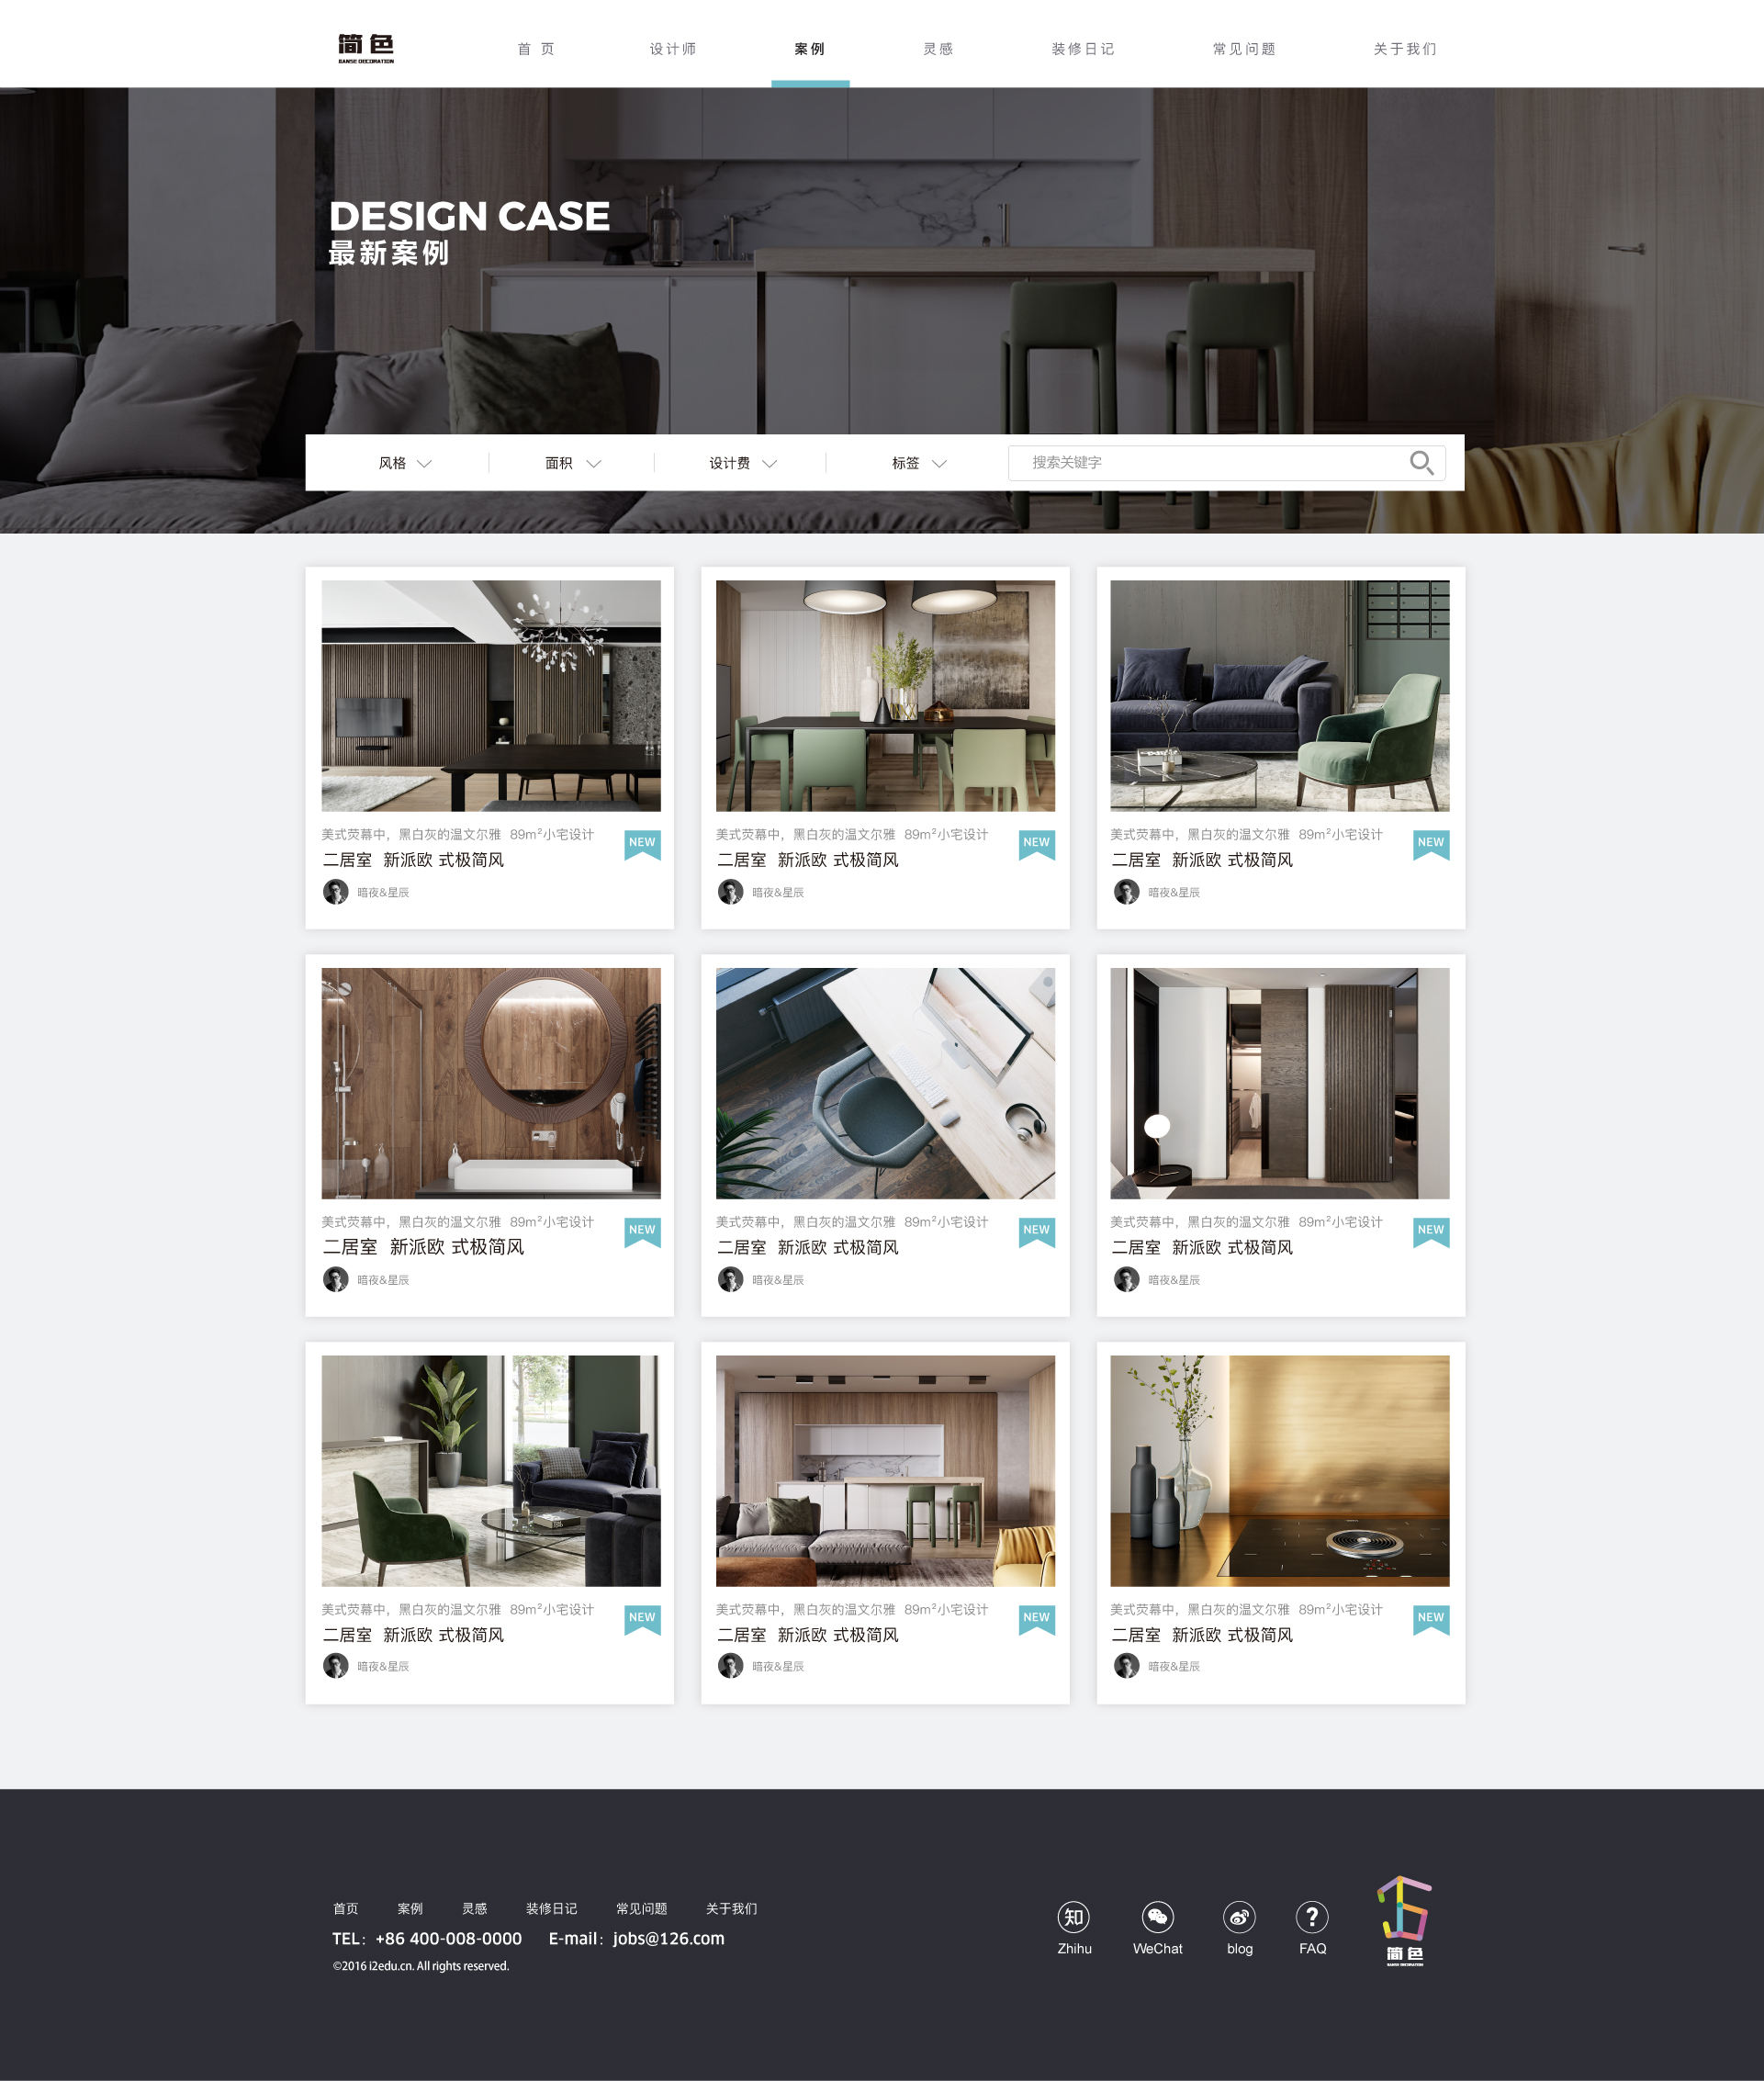 简色
BANSE DECORATION
首 页
设计师
案例
灵感
装修日记
常见问题
关于我们
DESIGN CASE
最新案例
风格
面积
设计费
标签
搜索关键字
美式荧幕中，黑白灰的温文尔雅 89m²小宅设计
NEW
二居室 新派欧 式极简风
暗夜&星辰
美式荧幕中，黑白灰的温文尔雅 89m²小宅设计
NEW
二居室 新派欧 式极简风
暗夜&星辰
美式荧幕中，黑白灰的温文尔雅 89m²小宅设计
NEW
二居室 新派欧 式极简风
暗夜&星辰
美式荧幕中，黑白灰的温文尔雅 89m²小宅设计
NEW
二居室 新派欧 式极简风
暗夜&星辰
美式荧幕中，黑白灰的温文尔雅 89m²小宅设计
NEW
二居室 新派欧 式极简风
暗夜&星辰
美式荧幕中，黑白灰的温文尔雅 89m²小宅设计
NEW
二居室 新派欧 式极简风
暗夜&星辰
美式荧幕中，黑白灰的温文尔雅 89m²小宅设计
NEW
二居室 新派欧 式极简风
暗夜&星辰
美式荧幕中，黑白灰的温文尔雅 89m²小宅设计
NEW
二居室 新派欧 式极简风
暗夜&星辰
美式荧幕中，黑白灰的温文尔雅 89m²小宅设计
NEW
二居室 新派欧 式极简风
暗夜&星辰
首页 案例 灵感 装修日记 常见问题 关于我们
TEL：+86 400-008-0000 E-mail：jobs@126.com
©2016 i2edu.cn. All rights reserved.
知
Zhihu
WeChat
blog
?
FAQ
简色
BANSE DECORATION